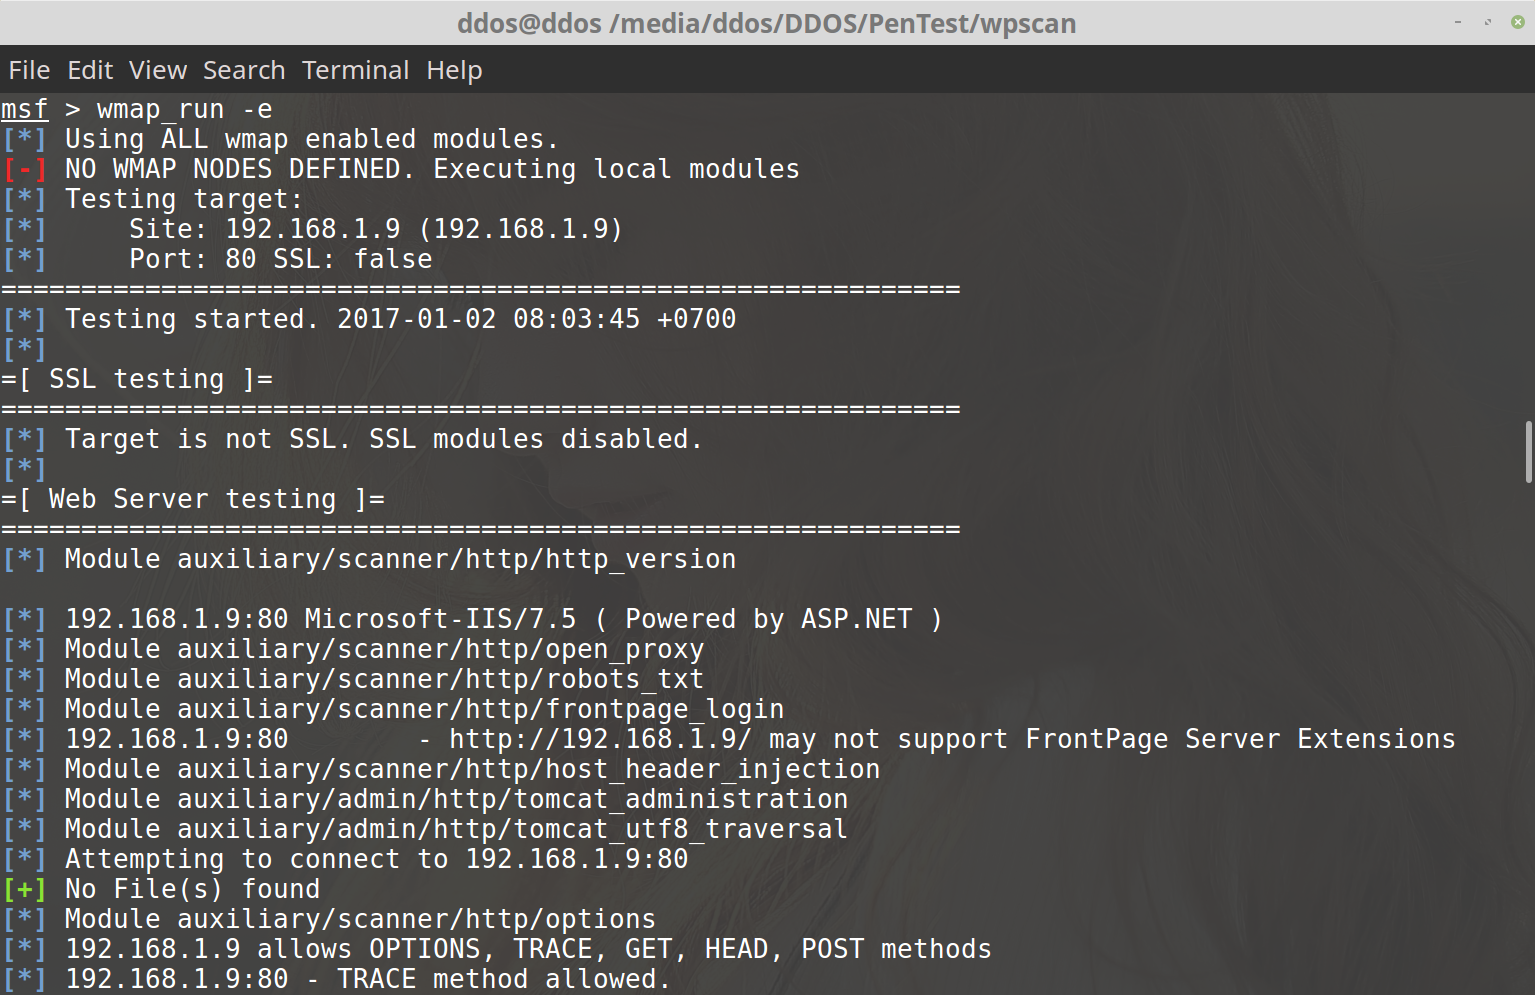 ddos@ddos /media/ddos/DDOS/PenTest/wpscan
File Edit View Search Terminal Help
msf > wmap_run -e
[*] Using ALL wmap enabled modules.
[-] NO WMAP NODES DEFINED. Executing local modules
[*] Testing target:
[*]     Site: 192.168.1.9 (192.168.1.9)
[*]     Port: 80 SSL: false
============================================================
[*] Testing started. 2017-01-02 08:03:45 +0700
[*]
=[ SSL testing ]=
============================================================
[*] Target is not SSL. SSL modules disabled.
[*]
=[ Web Server testing ]=
============================================================
[*] Module auxiliary/scanner/http/http_version
[*] 192.168.1.9:80 Microsoft-IIS/7.5 ( Powered by ASP.NET )
[*] Module auxiliary/scanner/http/open_proxy
[*] Module auxiliary/scanner/http/robots_txt
[*] Module auxiliary/scanner/http/frontpage_login
[*] 192.168.1.9:80        - http://192.168.1.9/ may not support FrontPage Server Extensions
[*] Module auxiliary/scanner/http/host_header_injection
[*] Module auxiliary/admin/http/tomcat_administration
[*] Module auxiliary/admin/http/tomcat_utf8_traversal
[*] Attempting to connect to 192.168.1.9:80
[+] No File(s) found
[*] Module auxiliary/scanner/http/options
[*] 192.168.1.9 allows OPTIONS, TRACE, GET, HEAD, POST methods
[*] 192.168.1.9:80 - TRACE method allowed.